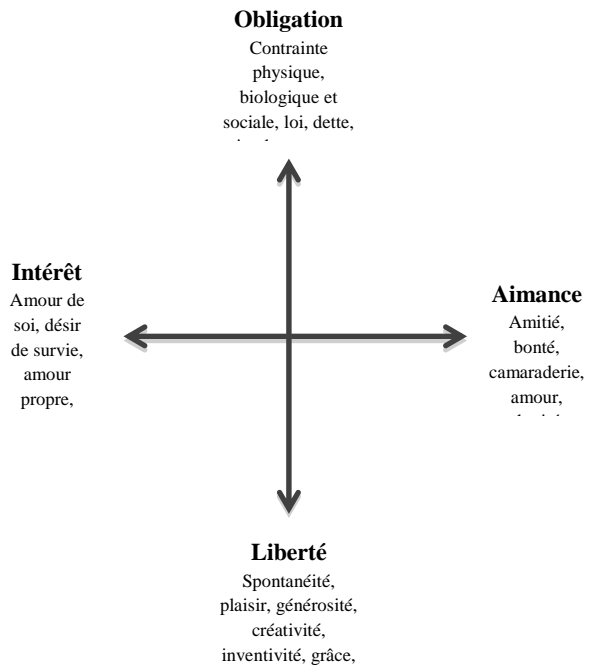 Obligation
Contrainte
physique,
biologique et
sociale, loi, dette,
Intérêt
Amour de
soi, désir
de survie,
amour
propre,
Aimance
Amitié,
bonté,
camaraderie,
amour,
Liberté
Spontanéité,
plaisir, générosité,
créativité,
inventivité, grâce,